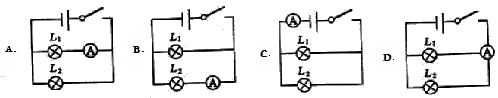 A. L₁ A L₂
B. L₁ L₂ A
C. A L₁ L₂
D. L₁ A L₂